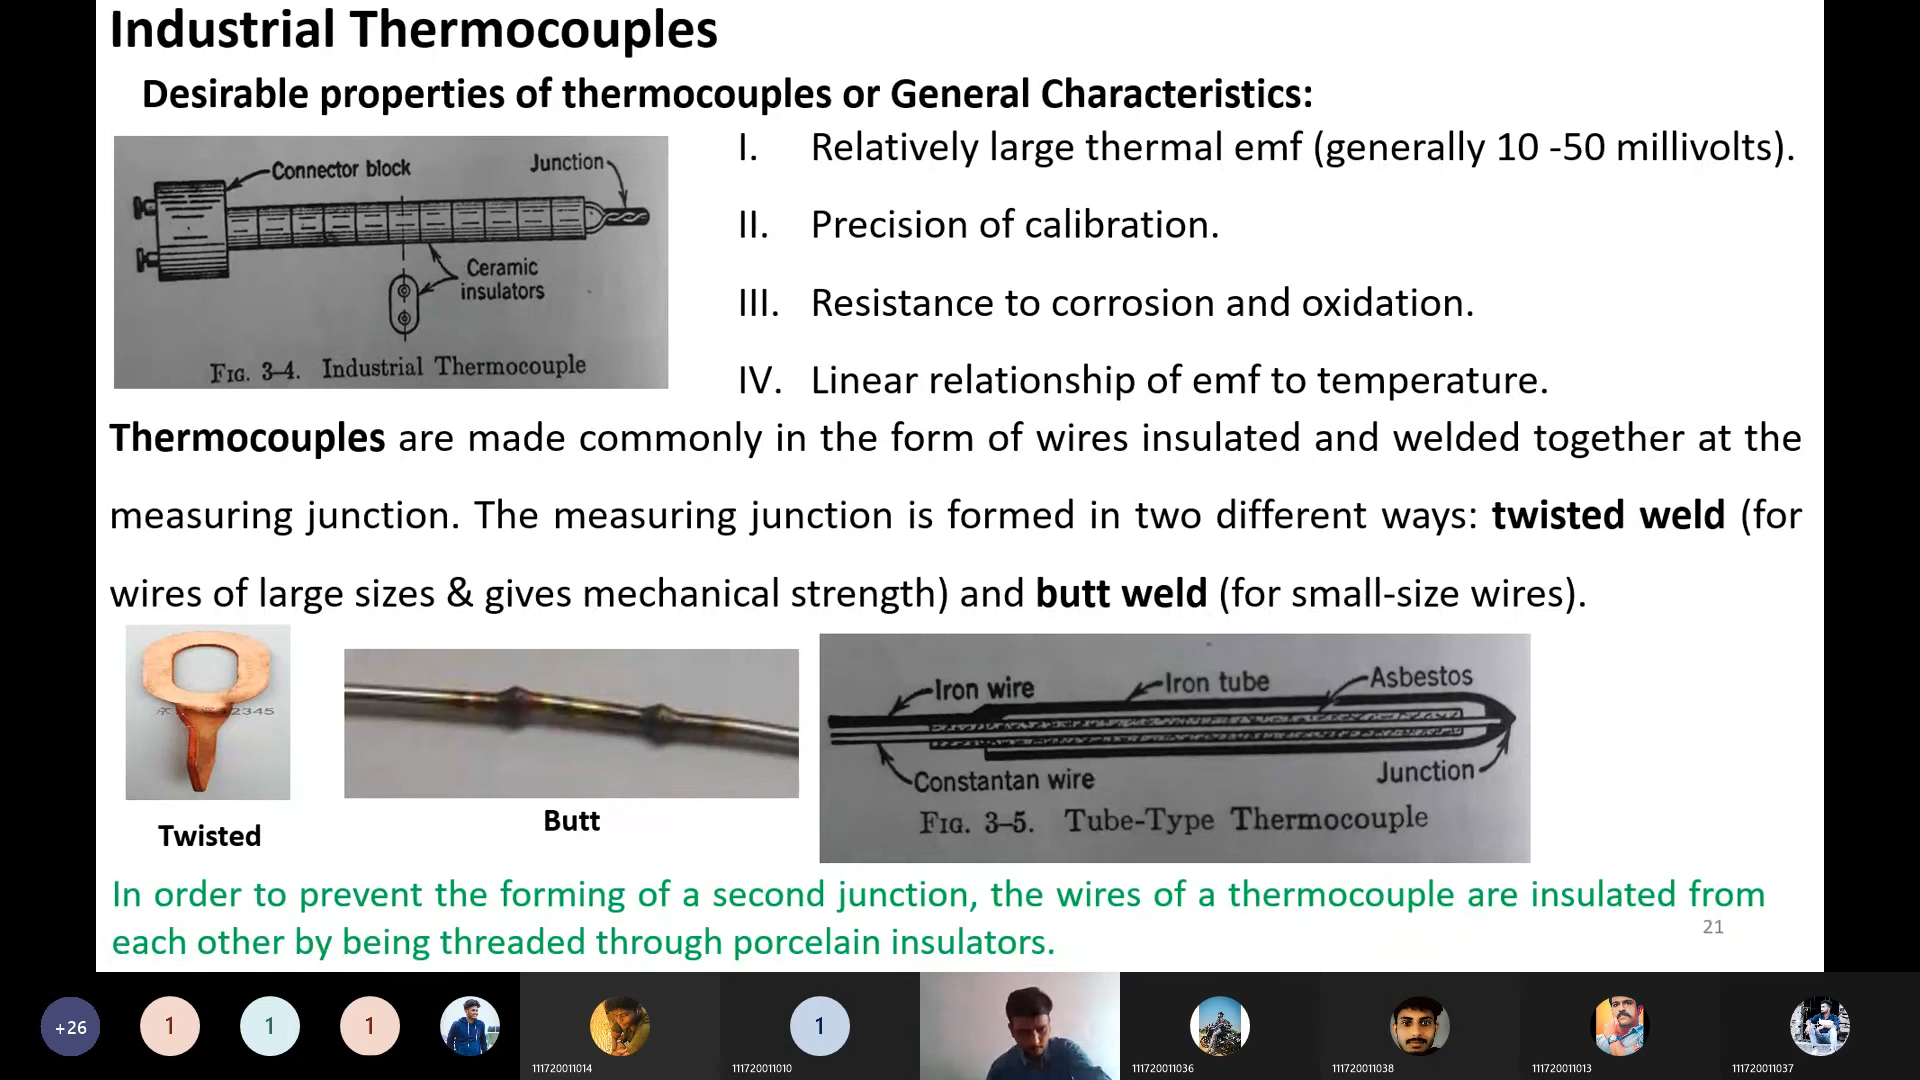 Industrial Thermocouples
Desirable properties of thermocouples or General Characteristics:
Connector block
Junction
Ceramic
insulators
FIG. 3–4. Industrial Thermocouple
I. Relatively large thermal emf (generally 10 -50 millivolts).
II. Precision of calibration.
III. Resistance to corrosion and oxidation.
IV. Linear relationship of emf to temperature.
Thermocouples are made commonly in the form of wires insulated and welded together at the
measuring junction. The measuring junction is formed in two different ways: twisted weld (for
wires of large sizes & gives mechanical strength) and butt weld (for small-size wires).
2345
Twisted
Butt
Iron wire
Iron tube
Asbestos
Constantan wire
Junction
FIG. 3–5. Tube-Type Thermocouple
In order to prevent the forming of a second junction, the wires of a thermocouple are insulated from
each other by being threaded through porcelain insulators.
21
+26
1
1
1
111720011014
1
111720011010
111720011036
111720011038
111720011013
111720011037